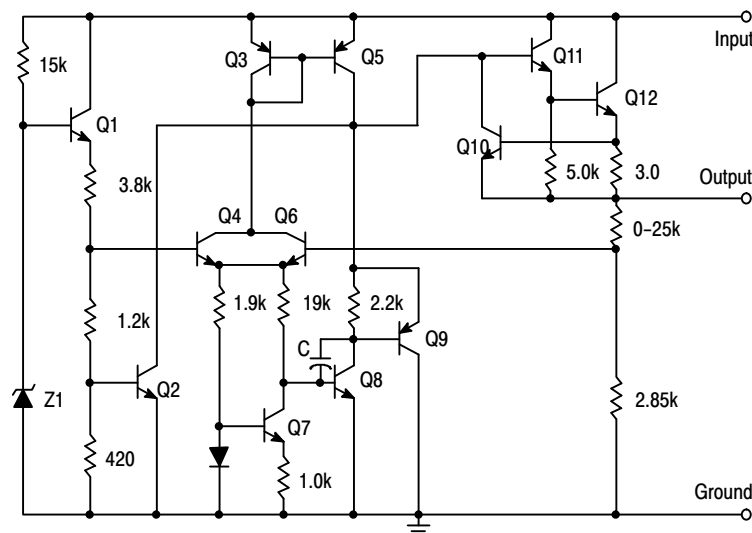 Input
Q3
Q5
Q11
15k
Q12
Q1
Q10
3.8k
5.0k
3.0
Output
Q4
Q6
0–25k
1.9k
19k
2.2k
1.2k
Q9
C
Q8
Z1
Q2
2.85k
Q7
420
1.0k
Ground